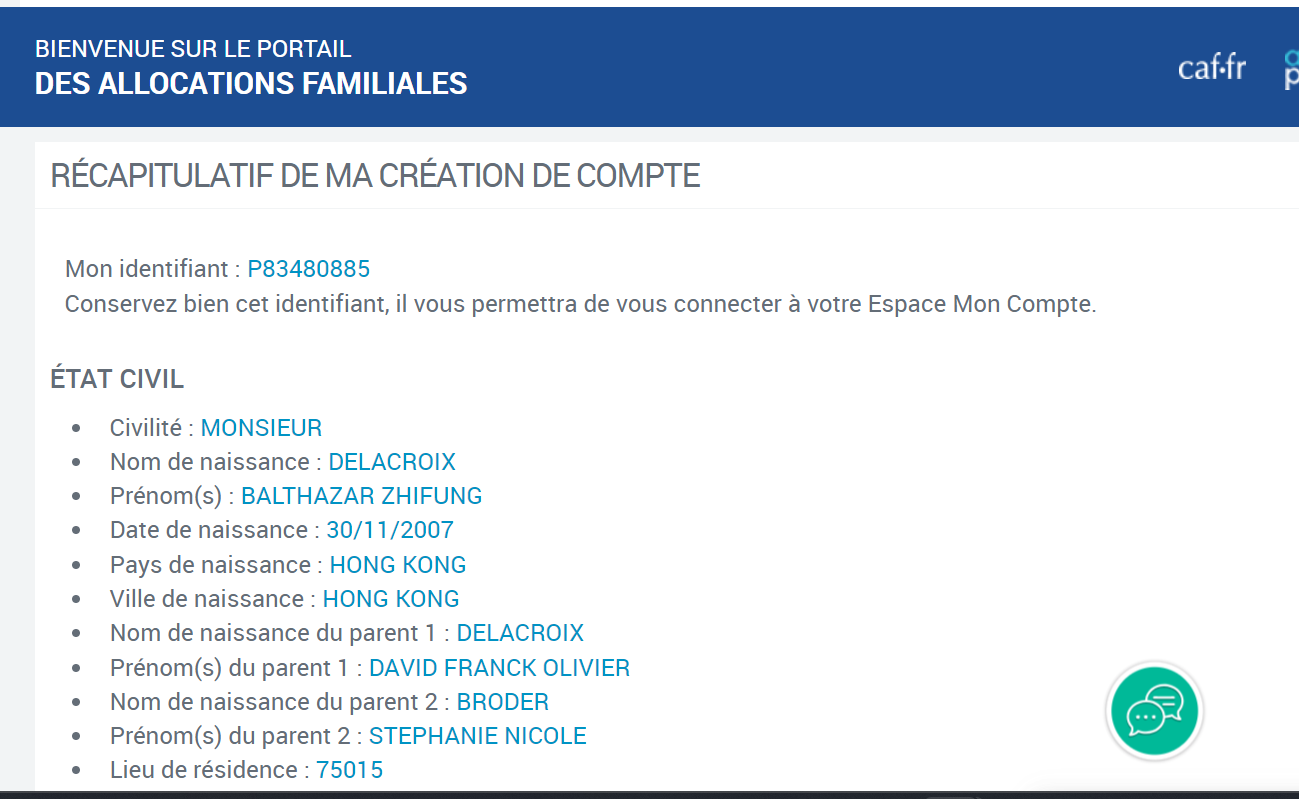 BIENVENUE SUR LE PORTAIL
DES ALLOCATIONS FAMILIALES
caf.fr
RÉCAPITULATIF DE MA CRÉATION DE COMPTE
Mon identifiant : P83480885
Conservez bien cet identifiant, il vous permettra de vous connecter à votre Espace Mon Compte.
ÉTAT CIVIL
• Civilité : MONSIEUR
• Nom de naissance : DELACROIX
• Prénom(s) : BALTHAZAR ZHIFUNG
• Date de naissance : 30/11/2007
• Pays de naissance : HONG KONG
• Ville de naissance : HONG KONG
• Nom de naissance du parent 1 : DELACROIX
• Prénom(s) du parent 1 : DAVID FRANCK OLIVIER
• Nom de naissance du parent 2 : BRODER
• Prénom(s) du parent 2 : STEPHANIE NICOLE
• Lieu de résidence : 75015